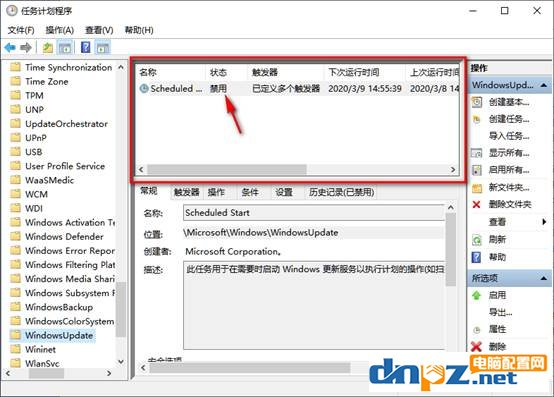 任务计划程序
文件(F) 操作(A) 查看(V) 帮助(H)
Time Synchronization
Time Zone
TPM
UNP
UpdateOrchestrator
UPnP
USB
User Profile Service
WaaSMedic
WCM
WDI
Windows Activation Te
Windows Defender
Windows Error Report
Windows Filtering Plat
Windows Media Shari
Windows Subsystem F
WindowsBackup
WindowsColorSystem
WindowsUpdate
Wininet
WlanSvc
名称 状态 触发器 下次运行时间 上次运行时间
Scheduled ... 禁用 已定义多个触发器 2020/3/9 14:55:39 2020/3/8 14
常规 触发器 操作 条件 设置 历史记录(已禁用)
名称: Scheduled Start
位置: \Microsoft\Windows\WindowsUpdate
创建者: Microsoft Corporation.
描述: 此任务用于在需要时启动 Windows 更新服务以执行计划的操作(如扫
安全选项
操作
WindowsUpd...
创建基本...
创建任务...
导入任务...
显示所有...
启用所有...
新文件夹...
删除文件夹
查看
刷新
帮助
所选项
启用
导出...
属性
删除
电脑配置网
dnpz.net